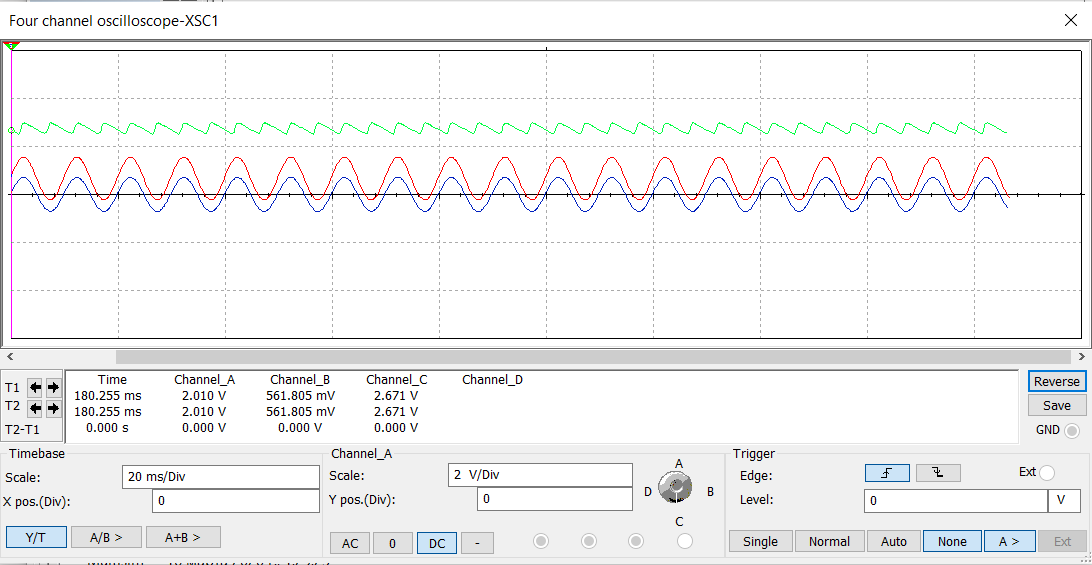 Four channel oscilloscope-XSC1
Time Channel_A Channel_B Channel_C Channel_D
T1 180.255 ms 2.010 V 561.805 mV 2.671 V
T2 180.255 ms 2.010 V 561.805 mV 2.671 V
T2-T1 0.000 s 0.000 V 0.000 V 0.000 V
Reverse
Save
GND
Timebase
Scale: 20 ms/Div
X pos.(Div): 0
Y/T A/B > A+B >
Channel_A
Scale: 2 V/Div
Y pos.(Div): 0
AC 0 DC -
A
D B
C
Trigger
Edge: Ext
Level: 0 V
Single Normal Auto None A > Ext